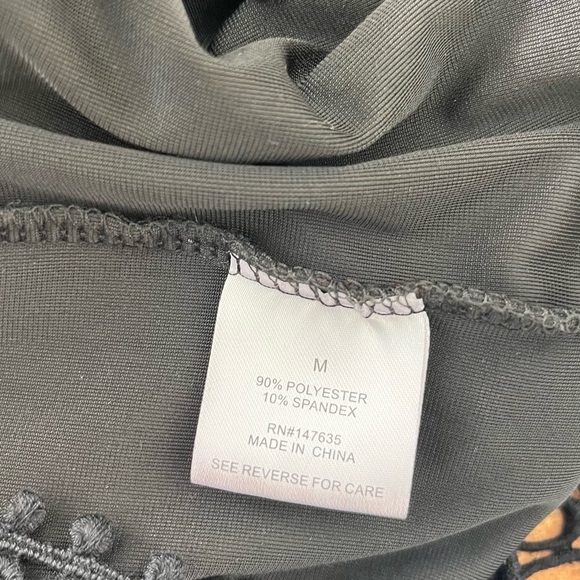 M
90% POLYESTER
10% SPANDEX
RN#147635
MADE IN CHINA
SEE REVERSE FOR CARE